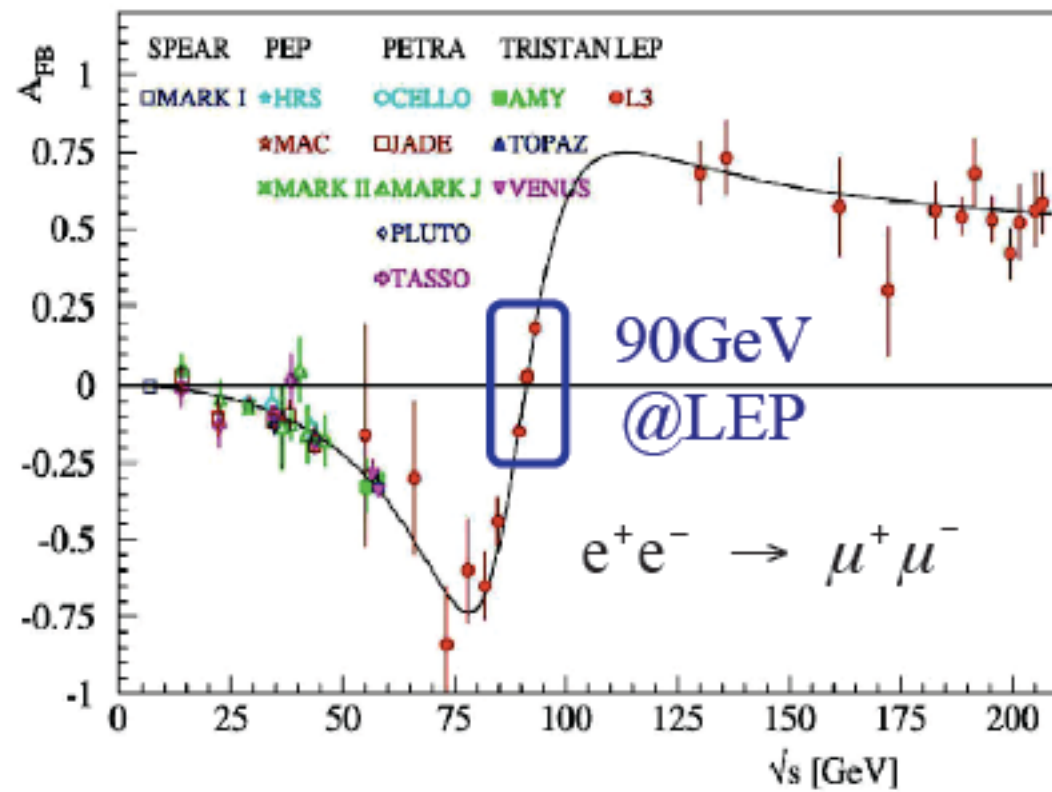 SPEAR PEP PETRA TRISTAN LEP
MARK I HRS CELLO AMY L3
MAC JADE TOPAZ
MARK II MARK J VENUS
PLUTO
TASSO
A_FB
1
0.75
0.5
0.25
0
-0.25
-0.5
-0.75
-1
90GeV
@LEP
e⁺e⁻ → μ⁺μ⁻
0 25 50 75 100 125 150 175 200
√s [GeV]